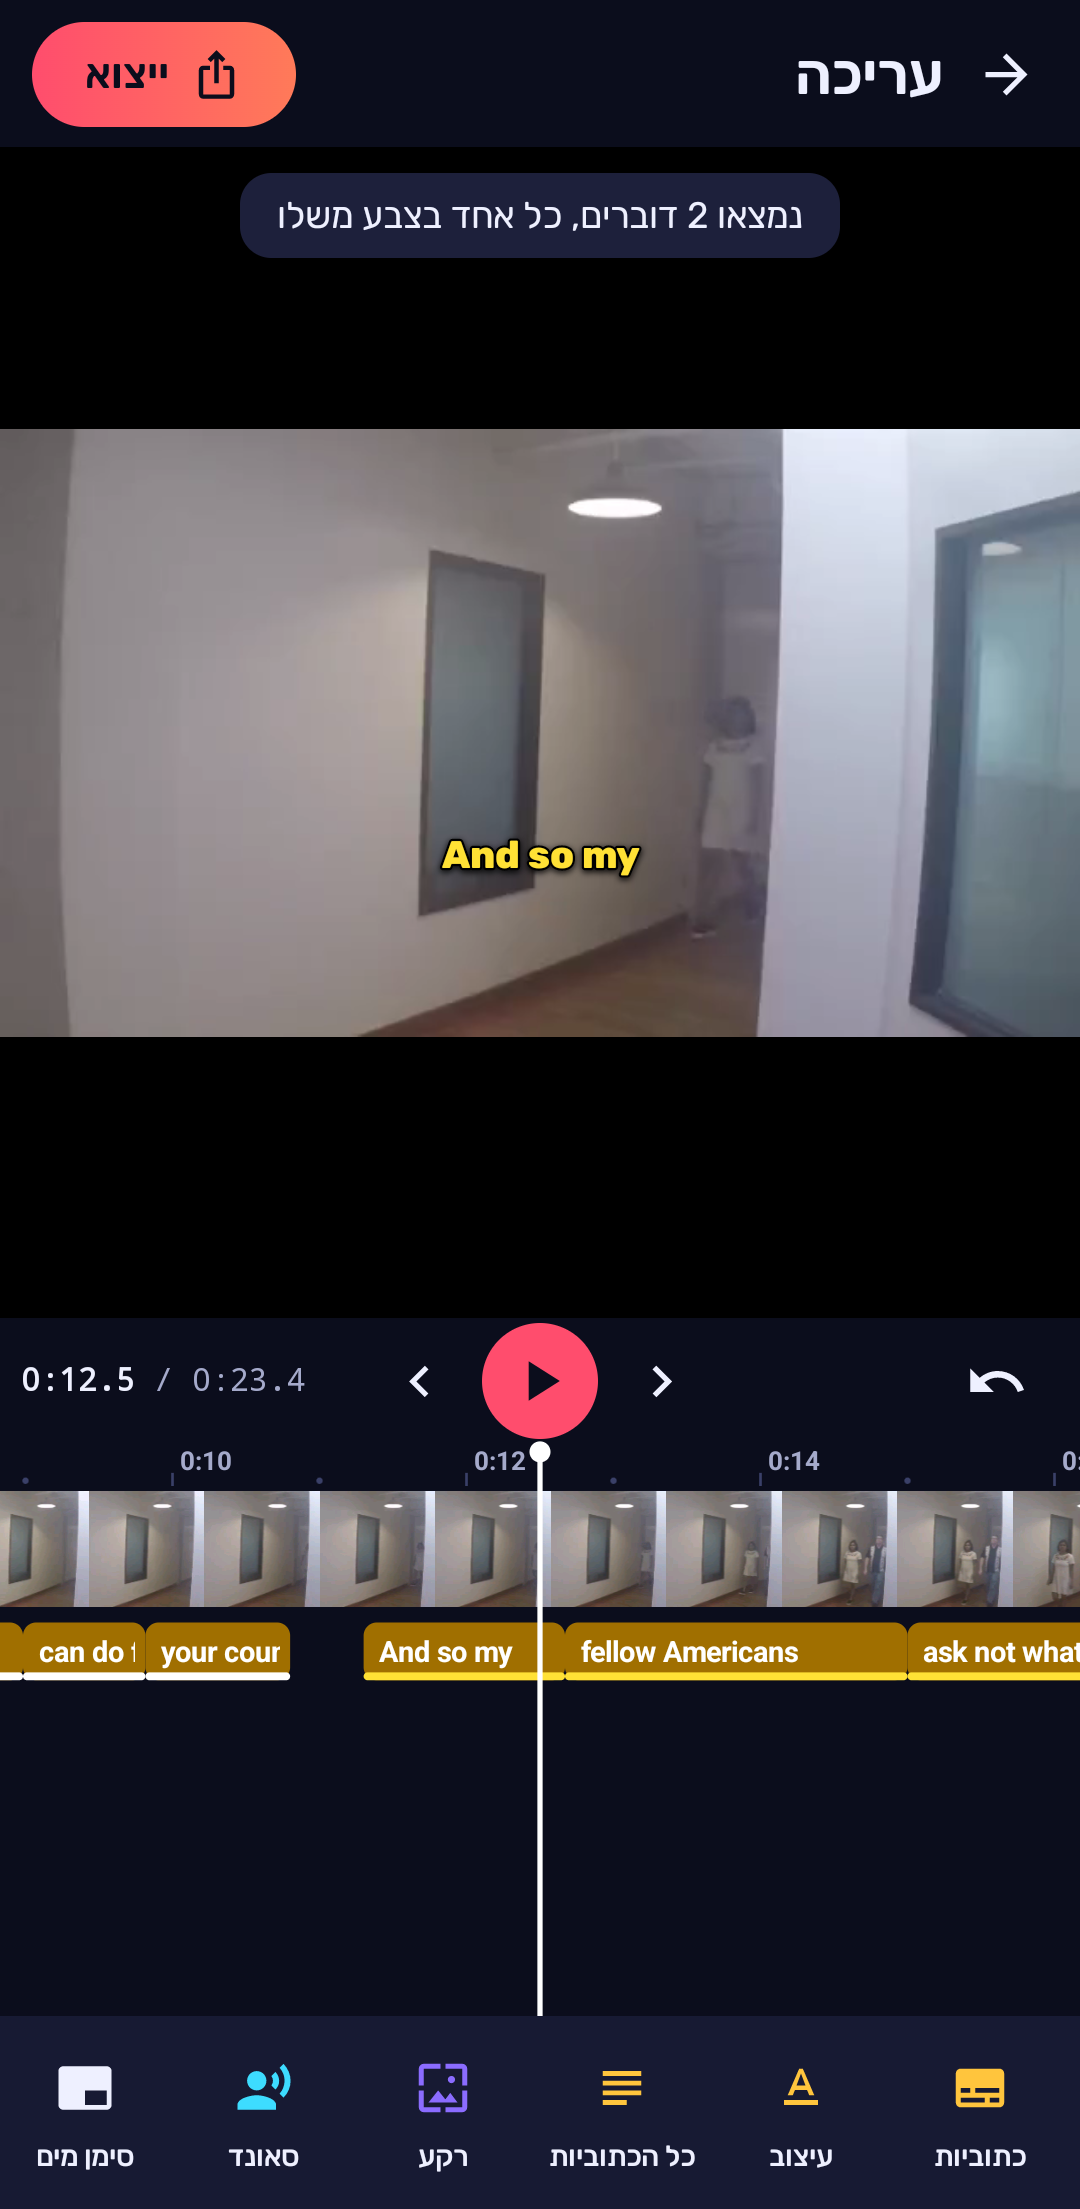 עריכה
ייצוא
נמצאו 2 דוברים, כל אחד בצבע משלו
And so my
0:12.5 / 0:23.4
0:10 0:12 0:14
can do your cour And so my fellow Americans ask not what
כתוביות עיצוב כל הכתוביות רקע סאונד סימן מים